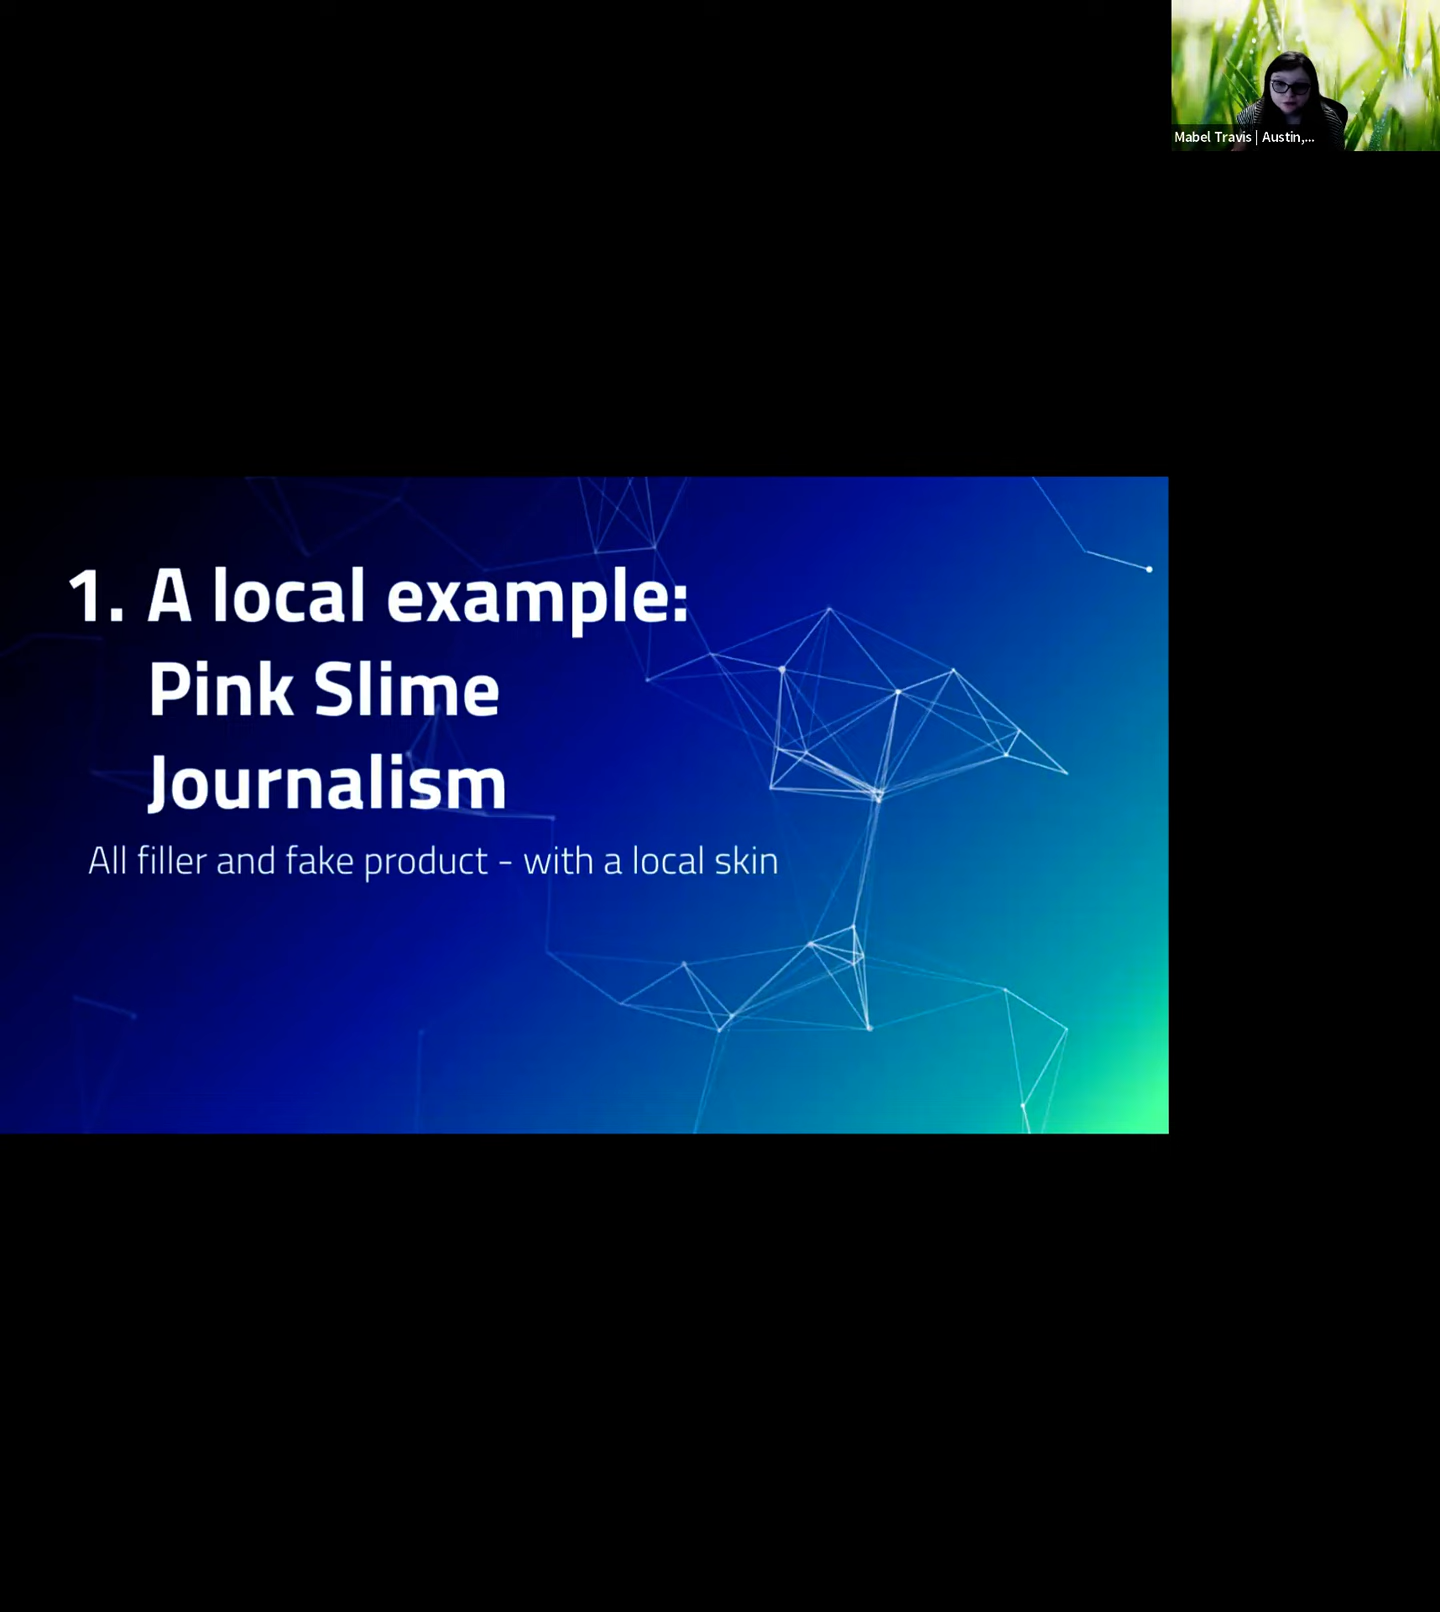 Mabel Travis | Austin,...
1. A local example:
Pink Slime
Journalism
All filler and fake product - with a local skin